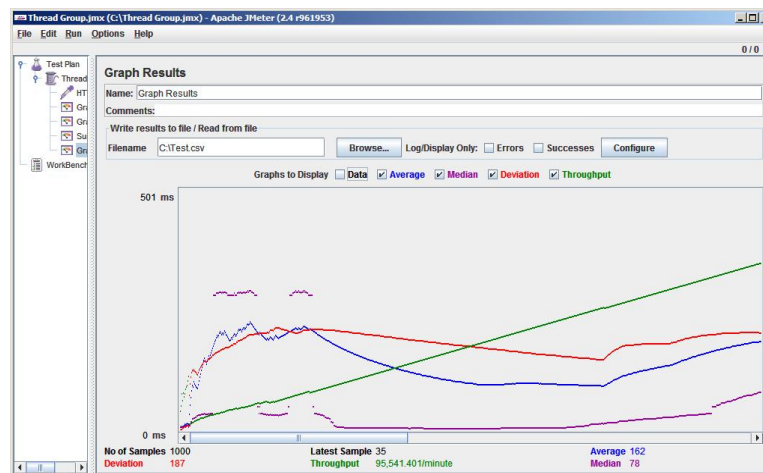 Thread Group.jmx (C:\Thread Group.jmx) - Apache JMeter (2.4 r961953)
File Edit Run Options Help
0 / 0
Test Plan
Thread
HT
Gra
Gra
Su
Gra
WorkBench
Graph Results
Name: Graph Results
Comments:
Write results to file / Read from file
Filename C:\Test.csv Browse... Log/Display Only: Errors Successes Configure
Graphs to Display Data Average Median Deviation Throughput
501 ms
0 ms
No of Samples 1000 Latest Sample 35 Average 162
Deviation 187 Throughput 95,541.401/minute Median 78